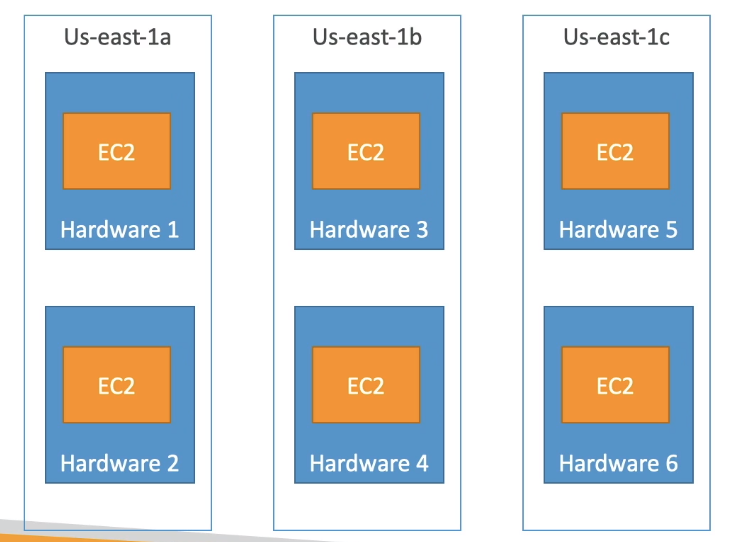 Us-east-1a
EC2
Hardware 1
EC2
Hardware 2
Us-east-1b
EC2
Hardware 3
EC2
Hardware 4
Us-east-1c
EC2
Hardware 5
EC2
Hardware 6